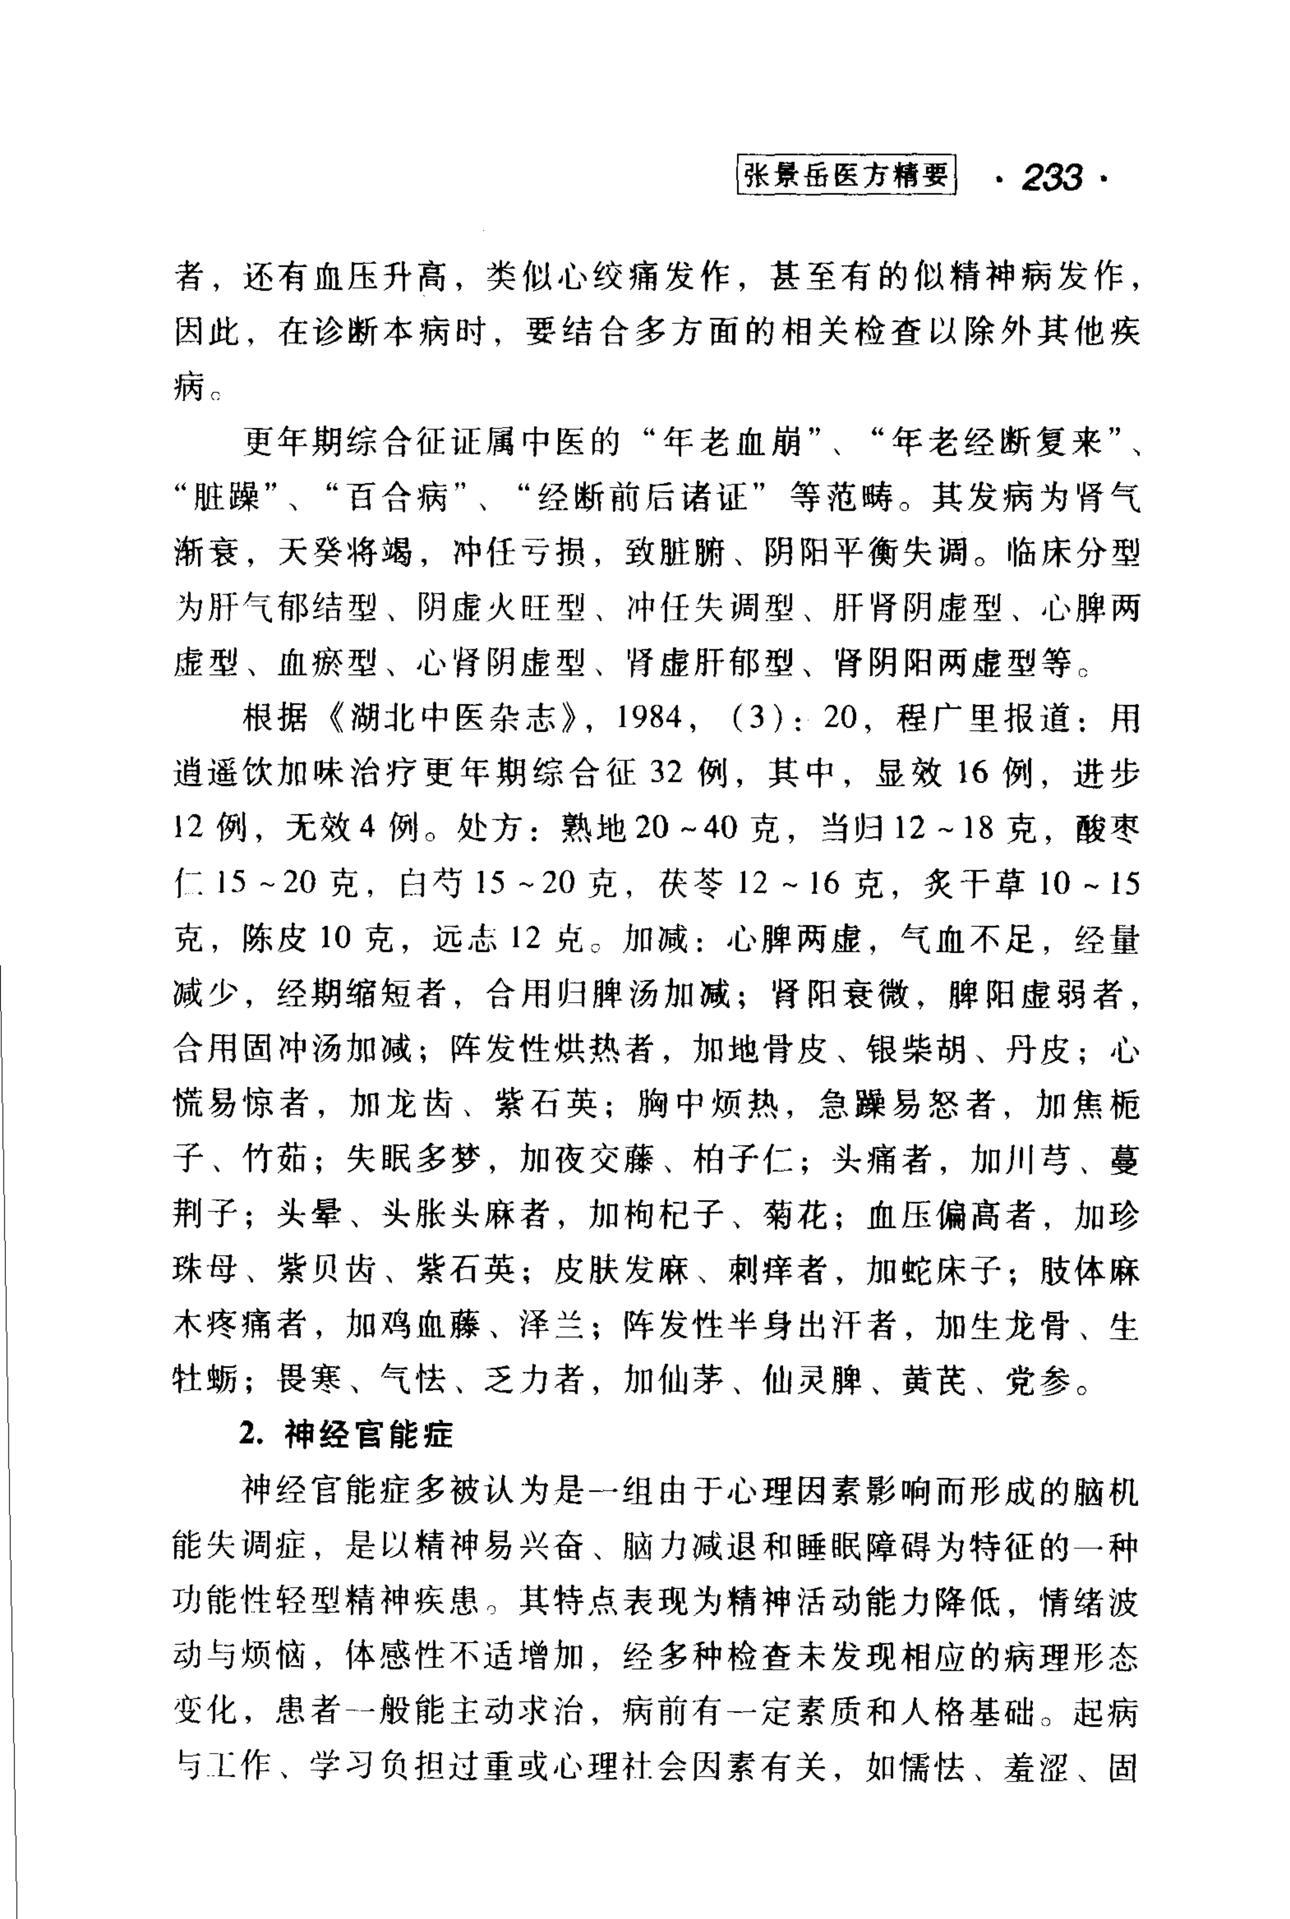 张景岳医方精要 · 233 ·
者，还有血压升高，类似心绞痛发作，甚至有的似精神病发作，
因此，在诊断本病时，要结合多方面的相关检查以除外其他疾
病。
更年期综合征证属中医的“年老血崩”、“年老经断复来”、
“脏躁”、“百合病”、“经断前后诸证”等范畴。其发病为肾气
渐衰，天癸将竭，冲任亏损，致脏腑、阴阳平衡失调。临床分型
为肝气郁结型、阴虚火旺型、冲任失调型、肝肾阴虚型、心脾两
虚型、血瘀型、心肾阴虚型、肾虚肝郁型、肾阴阳两虚型等。
根据《湖北中医杂志》，1984，（3）：20，程广里报道：用
逍遥饮加味治疗更年期综合征 32 例，其中，显效 16 例，进步
12 例，无效 4 例。处方：熟地 20～40 克，当归 12～18 克，酸枣
仁 15～20 克，白芍 15～20 克，茯苓 12～16 克，炙干草 10～15
克，陈皮 10 克，远志 12 克。加减：心脾两虚，气血不足，经量
减少，经期缩短者，合用归脾汤加减；肾阳衰微，脾阳虚弱者，
合用固冲汤加减；阵发性烘热者，加地骨皮、银柴胡、丹皮；心
慌易惊者，加龙齿、紫石英；胸中烦热，急躁易怒者，加焦栀
子、竹茹；失眠多梦，加夜交藤、柏子仁；头痛者，加川芎、蔓
荆子；头晕、头胀头麻者，加枸杞子、菊花；血压偏高者，加珍
珠母、紫贝齿、紫石英；皮肤发麻、刺痒者，加蛇床子；肢体麻
木疼痛者，加鸡血藤、泽兰；阵发性半身出汗者，加生龙骨、生
牡蛎；畏寒、气怯、乏力者，加仙茅、仙灵脾、黄芪、党参。
2. 神经官能症
神经官能症多被认为是一组由于心理因素影响而形成的脑机
能失调症，是以精神易兴奋、脑力减退和睡眠障碍为特征的一种
功能性轻型精神疾患。其特点表现为精神活动能力降低，情绪波
动与烦恼，体感性不适增加，经多种检查未发现相应的病理形态
变化，患者一般能主动求治，病前有一定素质和人格基础。起病
与工作、学习负担过重或心理社会因素有关，如懦怯、羞涩、固